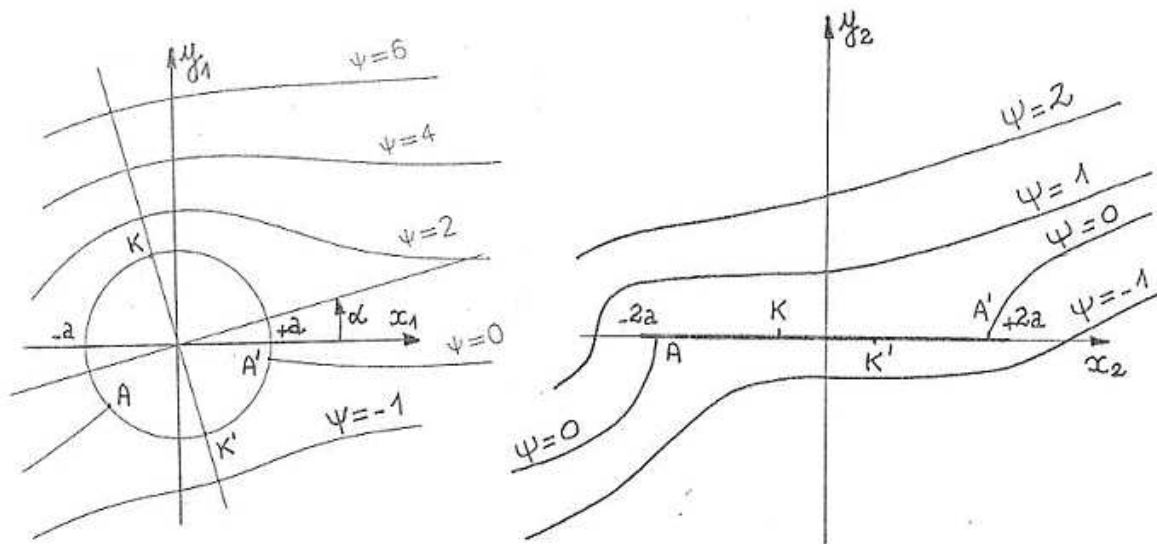 y₁
ψ=6
ψ=4
ψ=2
K
-a
+a
α
x₁
ψ=0
A'
A
K'
ψ=-1
y₂
ψ=2
ψ=1
ψ=0
-2a
K
A'
+2a
ψ=-1
A
K'
x₂
ψ=0